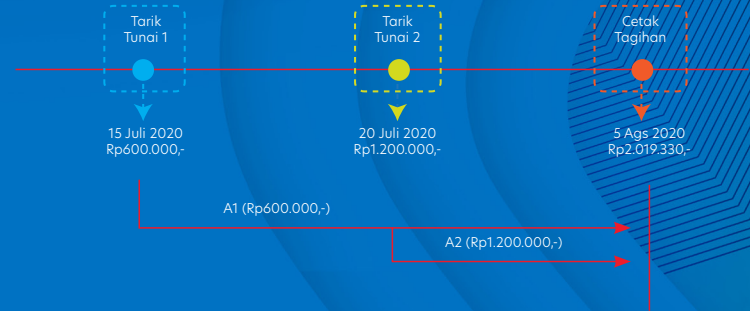 Tarik
Tunai 1
Tarik
Tunai 2
Cetak
Tagihan
15 Juli 2020
Rp600.000,-
20 Juli 2020
Rp1.200.000,-
5 Ags 2020
Rp2.019.330,-
A1 (Rp600.000,-)
A2 (Rp1.200.000,-)